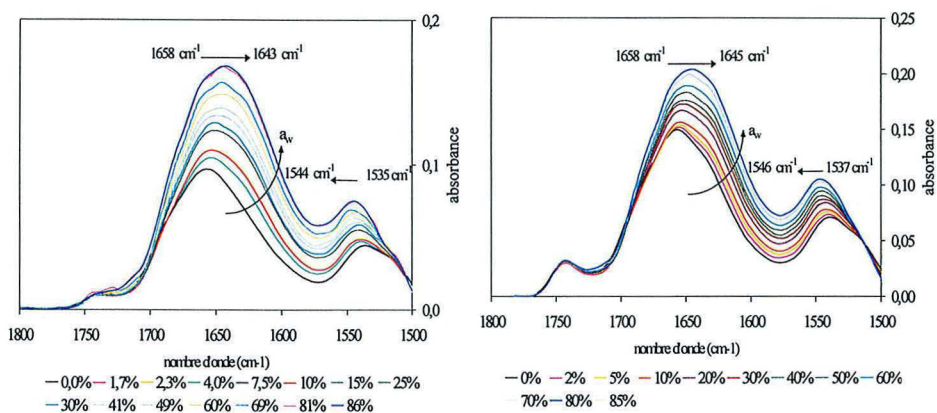 0,2
1658 cm-1 1643 cm-1
aw
0,1
1544 cm-1 1535 cm-1
absorbance
0,0
1800 1750 1700 1650 1600 1550 1500
nombre donde (cm-1)
0,0% 1,7% 2,3% 4,0% 7,5% 10% 15% 25%
30% 41% 49% 60% 69% 81% 86%
0,25
1658 cm-1 1645 cm-1
0,20
aw
0,15
1546 cm-1 1537 cm-1
absorbance
0,10
0,05
0,00
1800 1750 1700 1650 1600 1550 1500
nombre donde (cm-1)
0% 2% 5% 10% 20% 30% 40% 50% 60%
70% 80% 85%